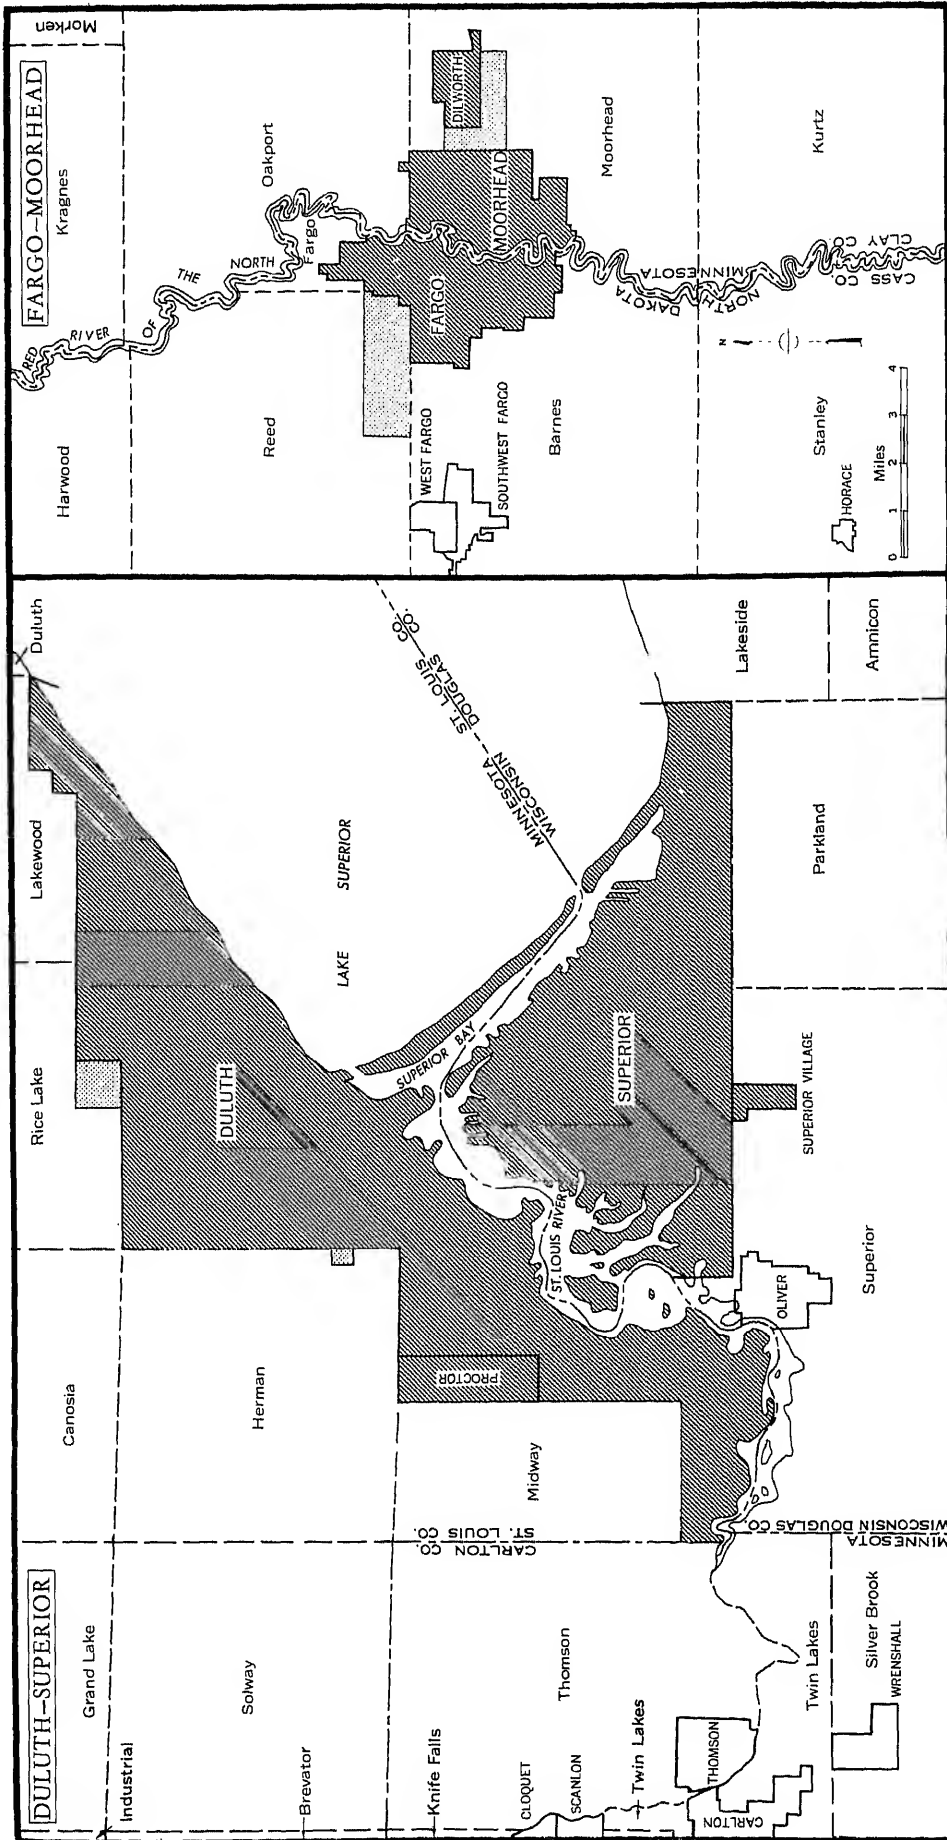 DULUTH–SUPERIOR
Grand Lake
Canosia
Rice Lake
Lakewood
Duluth
Industrial
Solway
Herman
DULUTH
LAKE SUPERIOR
Brevator
Knife Falls
CARLTON CO.
ST. LOUIS CO.
Midway
PROCTOR
SUPERIOR BAY
MINNESOTA
WISCONSIN
ST. LOUIS CO.
DOUGLAS CO.
CLOQUET
SCANLON
Thomson
ST. LOUIS RIVER
SUPERIOR
Lakeside
Twin Lakes
THOMSON
CARLTON
Twin Lakes
OLIVER
Superior
SUPERIOR VILLAGE
Parkland
Amnicon
MINNESOTA
WISCONSIN DOUGLAS CO.
Silver Brook
WRENSHALL
FARGO–MOORHEAD
Harwood
RED RIVER OF THE NORTH
Kragnes
Morken
Reed
Fargo
Oakport
WEST FARGO
SOUTHWEST FARGO
FARGO
MOORHEAD
DILWORTH
Barnes
Moorhead
NORTH DAKOTA
MINNESOTA
N
Stanley
HORACE
CASS CO.
CLAY CO.
Kurtz
0 1 2 3 4
Miles